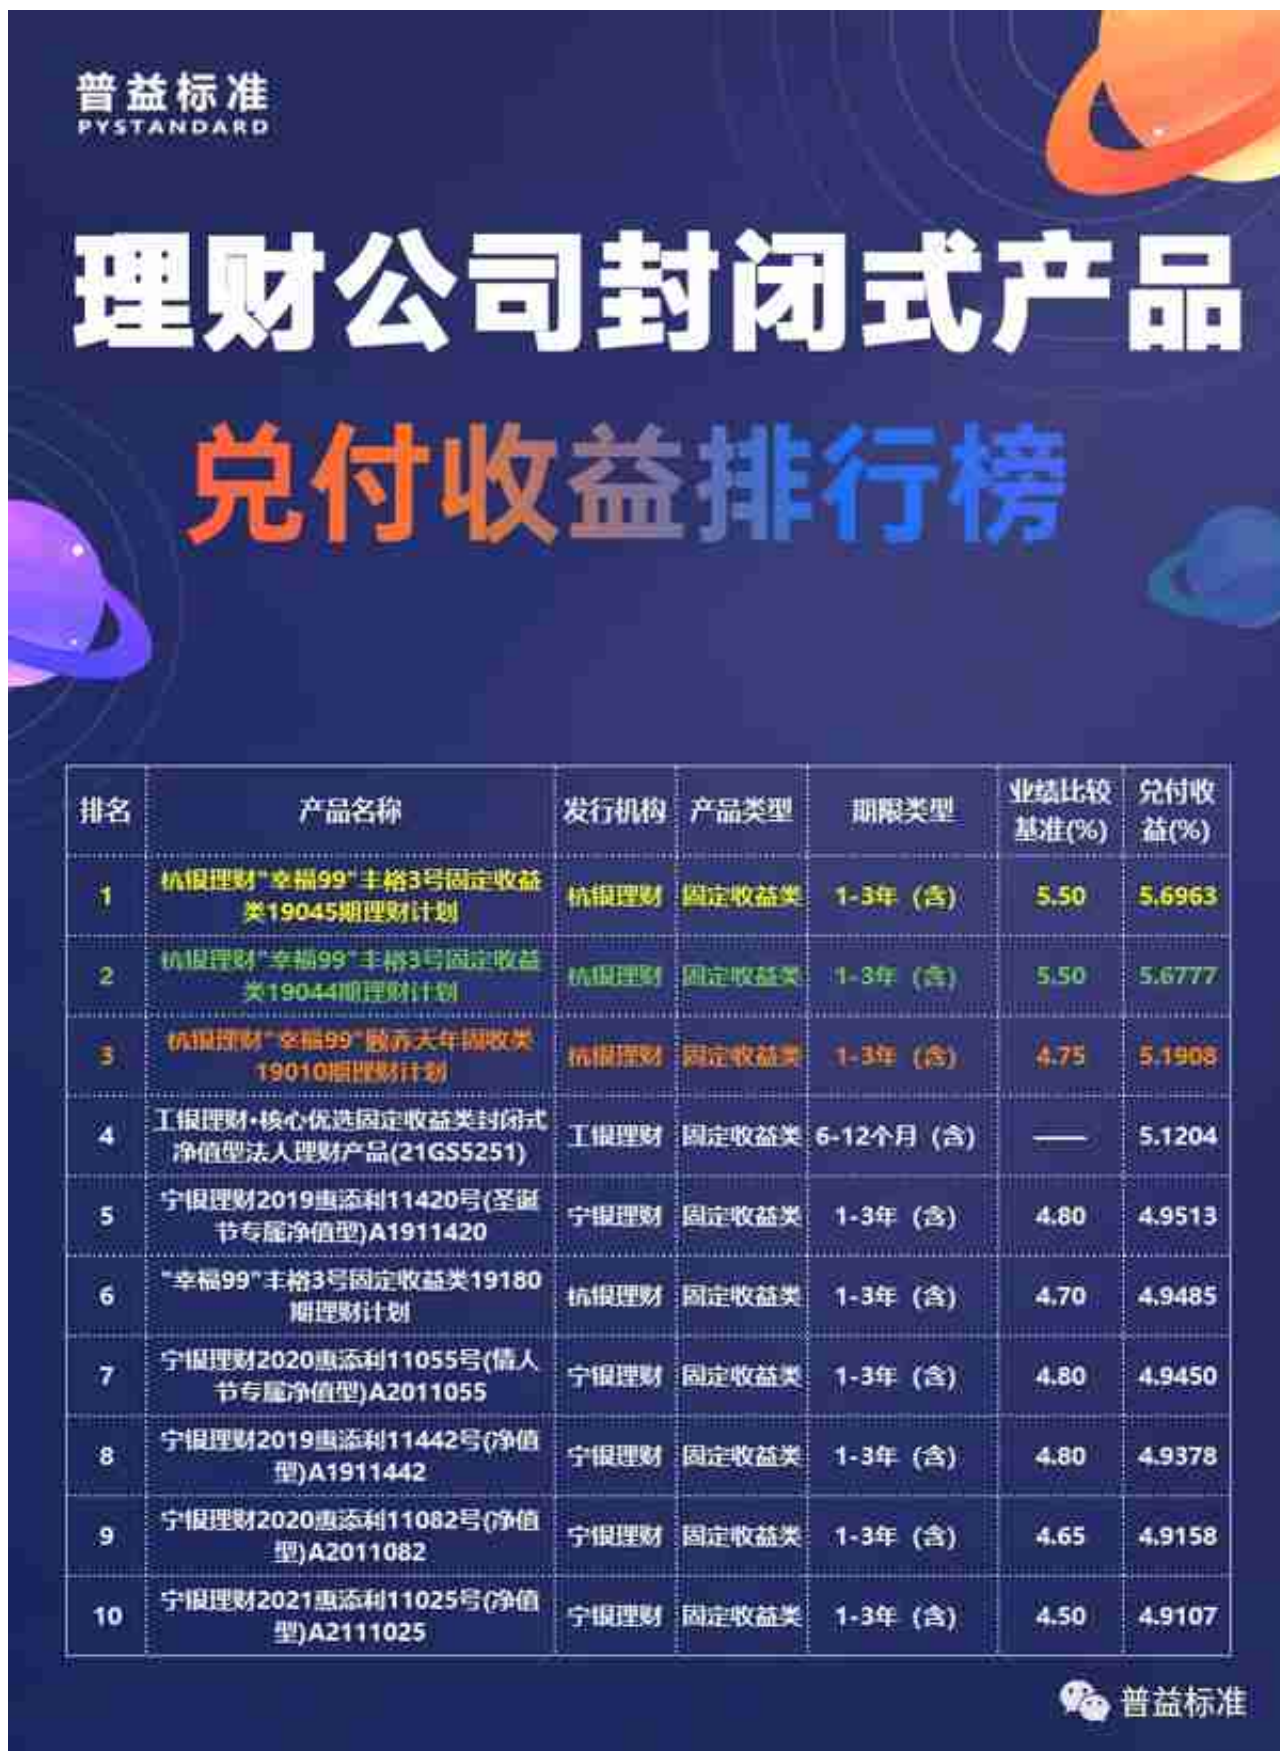 普益标准
PYSTANDARD
理财公司封闭式产品
兑付收益排行榜
排名 产品名称 发行机构 产品类型 期限类型 业绩比较基准(%) 兑付收益(%)
1 杭银理财"幸福99"丰裕3号固定收益类19045期理财计划 杭银理财 固定收益类 1-3年（含） 5.50 5.6963
2 杭银理财"幸福99"丰裕3号固定收益类19044期理财计划 杭银理财 固定收益类 1-3年（含） 5.50 5.6777
3 杭银理财"幸福99"颐养天年固收类19010期理财计划 杭银理财 固定收益类 1-3年（含） 4.75 5.1908
4 工银理财•核心优选固定收益类封闭式净值型法人理财产品(21GS5251) 工银理财 固定收益类 6-12个月（含） —— 5.1204
5 宁银理财2019惠添利11420号(圣诞节专属净值型)A1911420 宁银理财 固定收益类 1-3年（含） 4.80 4.9513
6 "幸福99"丰裕3号固定收益类19180期理财计划 杭银理财 固定收益类 1-3年（含） 4.70 4.9485
7 宁银理财2020惠添利11055号(情人节专属净值型)A2011055 宁银理财 固定收益类 1-3年（含） 4.80 4.9450
8 宁银理财2019惠添利11442号(净值型)A1911442 宁银理财 固定收益类 1-3年（含） 4.80 4.9378
9 宁银理财2020惠添利11082号(净值型)A2011082 宁银理财 固定收益类 1-3年（含） 4.65 4.9158
10 宁银理财2021惠添利11025号(净值型)A2111025 宁银理财 固定收益类 1-3年（含） 4.50 4.9107
普益标准